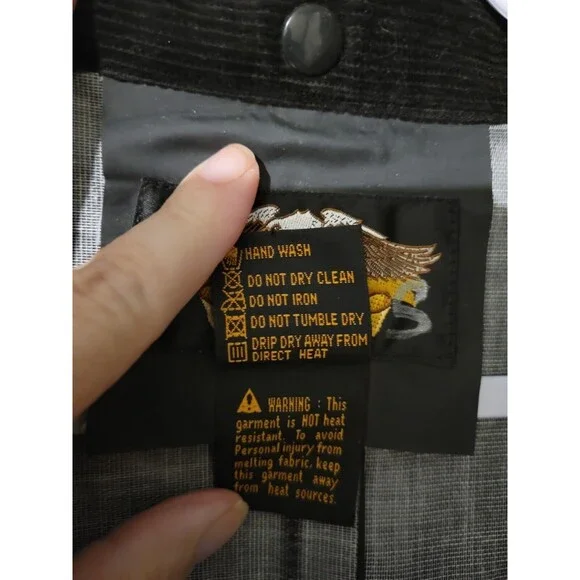 HAND WASH
DO NOT DRY CLEAN
DO NOT IRON
DO NOT TUMBLE DRY
DRIP DRY AWAY FROM
DIRECT HEAT
S
WARNING : This
garment is NOT heat
resistant. To avoid
Personal injury from
melting fabric, keep
this garment away
from heat sources.